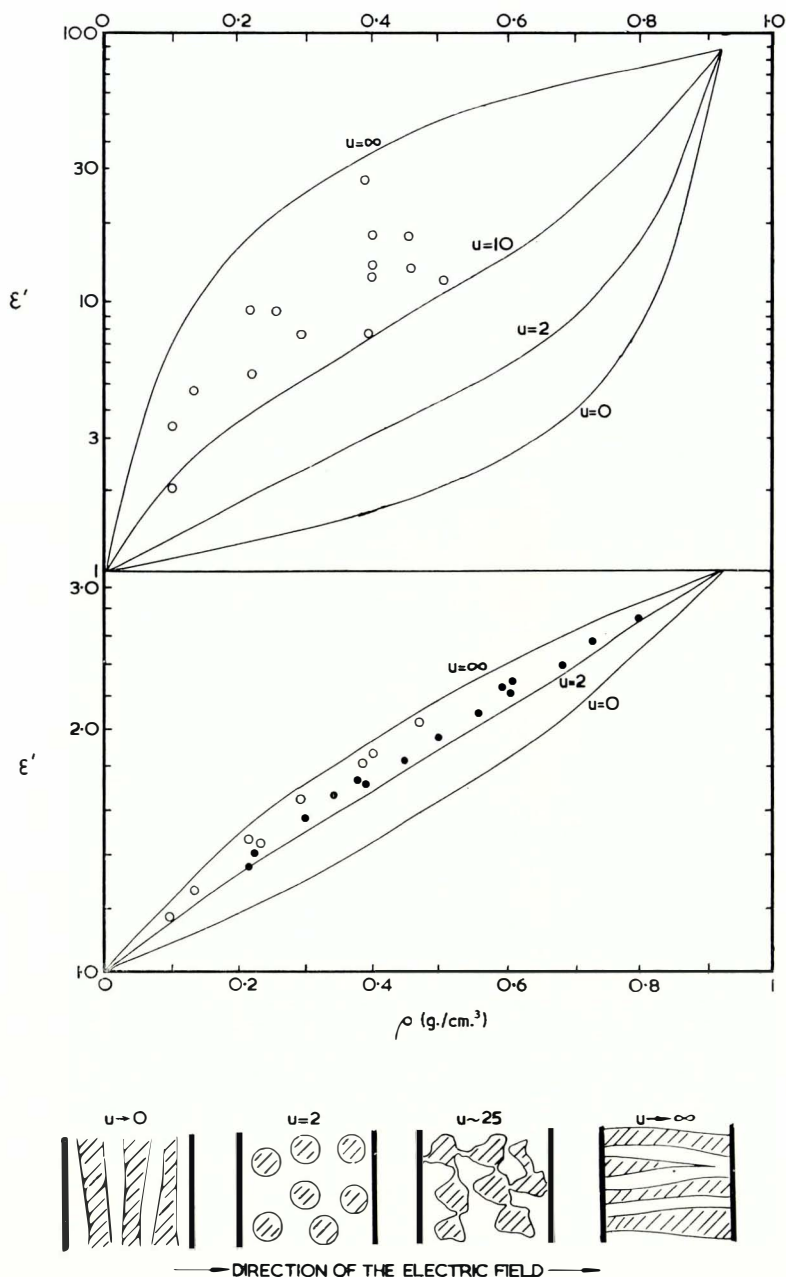 0 0·2 0·4 0·6 0·8 1·0
100
u=∞
30
u=10
10
ε′
u=2
u=0
3
1
3·0
u=∞
u=2
u=0
2·0
ε′
1·0
0 0·2 0·4 0·6 0·8 1
ρ (g./cm.³)
u→0 u=2 u~25 u→∞
DIRECTION OF THE ELECTRIC FIELD